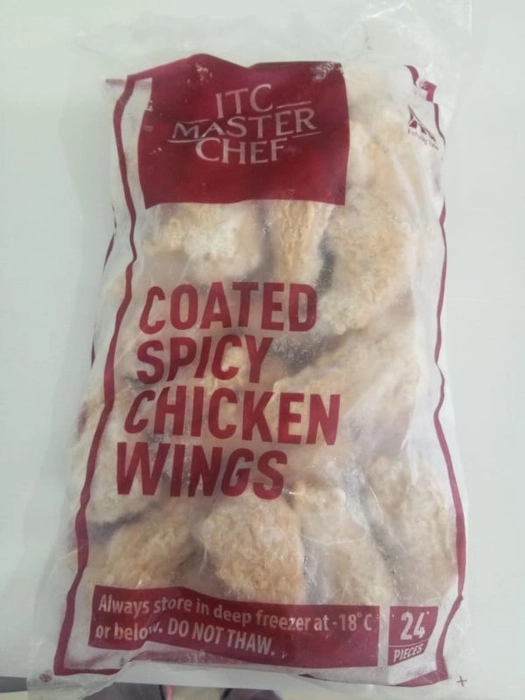 ITC
MASTER
CHEF
COATED
SPICY
CHICKEN
WINGS
Always store in deep freezer at -18°C
or below. DO NOT THAW.
24
PIECES